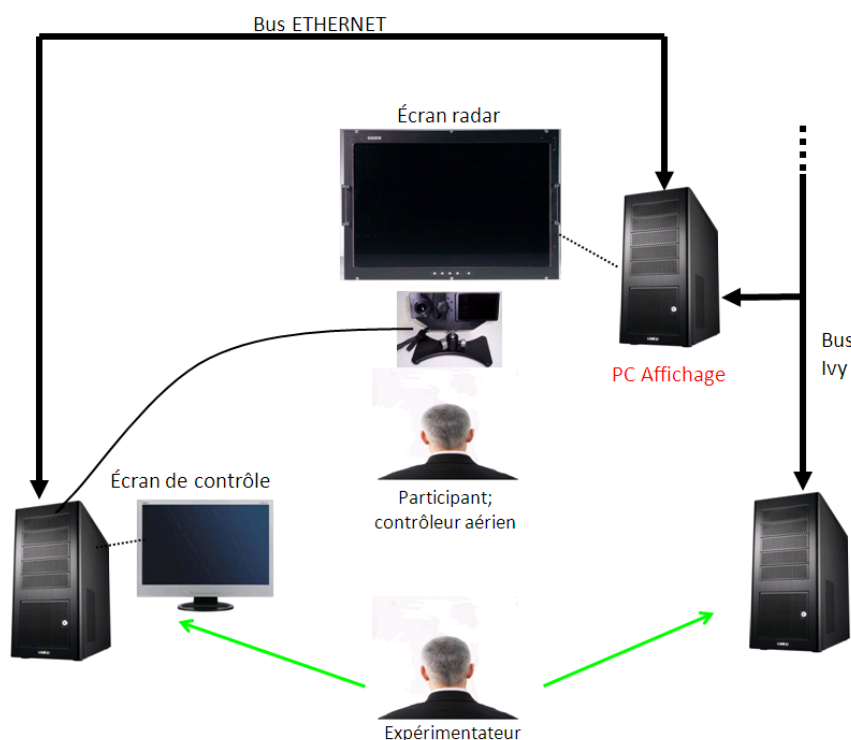 Bus ETHERNET
Écran radar
Bus
Ivy
PC Affichage
Écran de contrôle
Participant;
contrôleur aérien
Expérimentateur